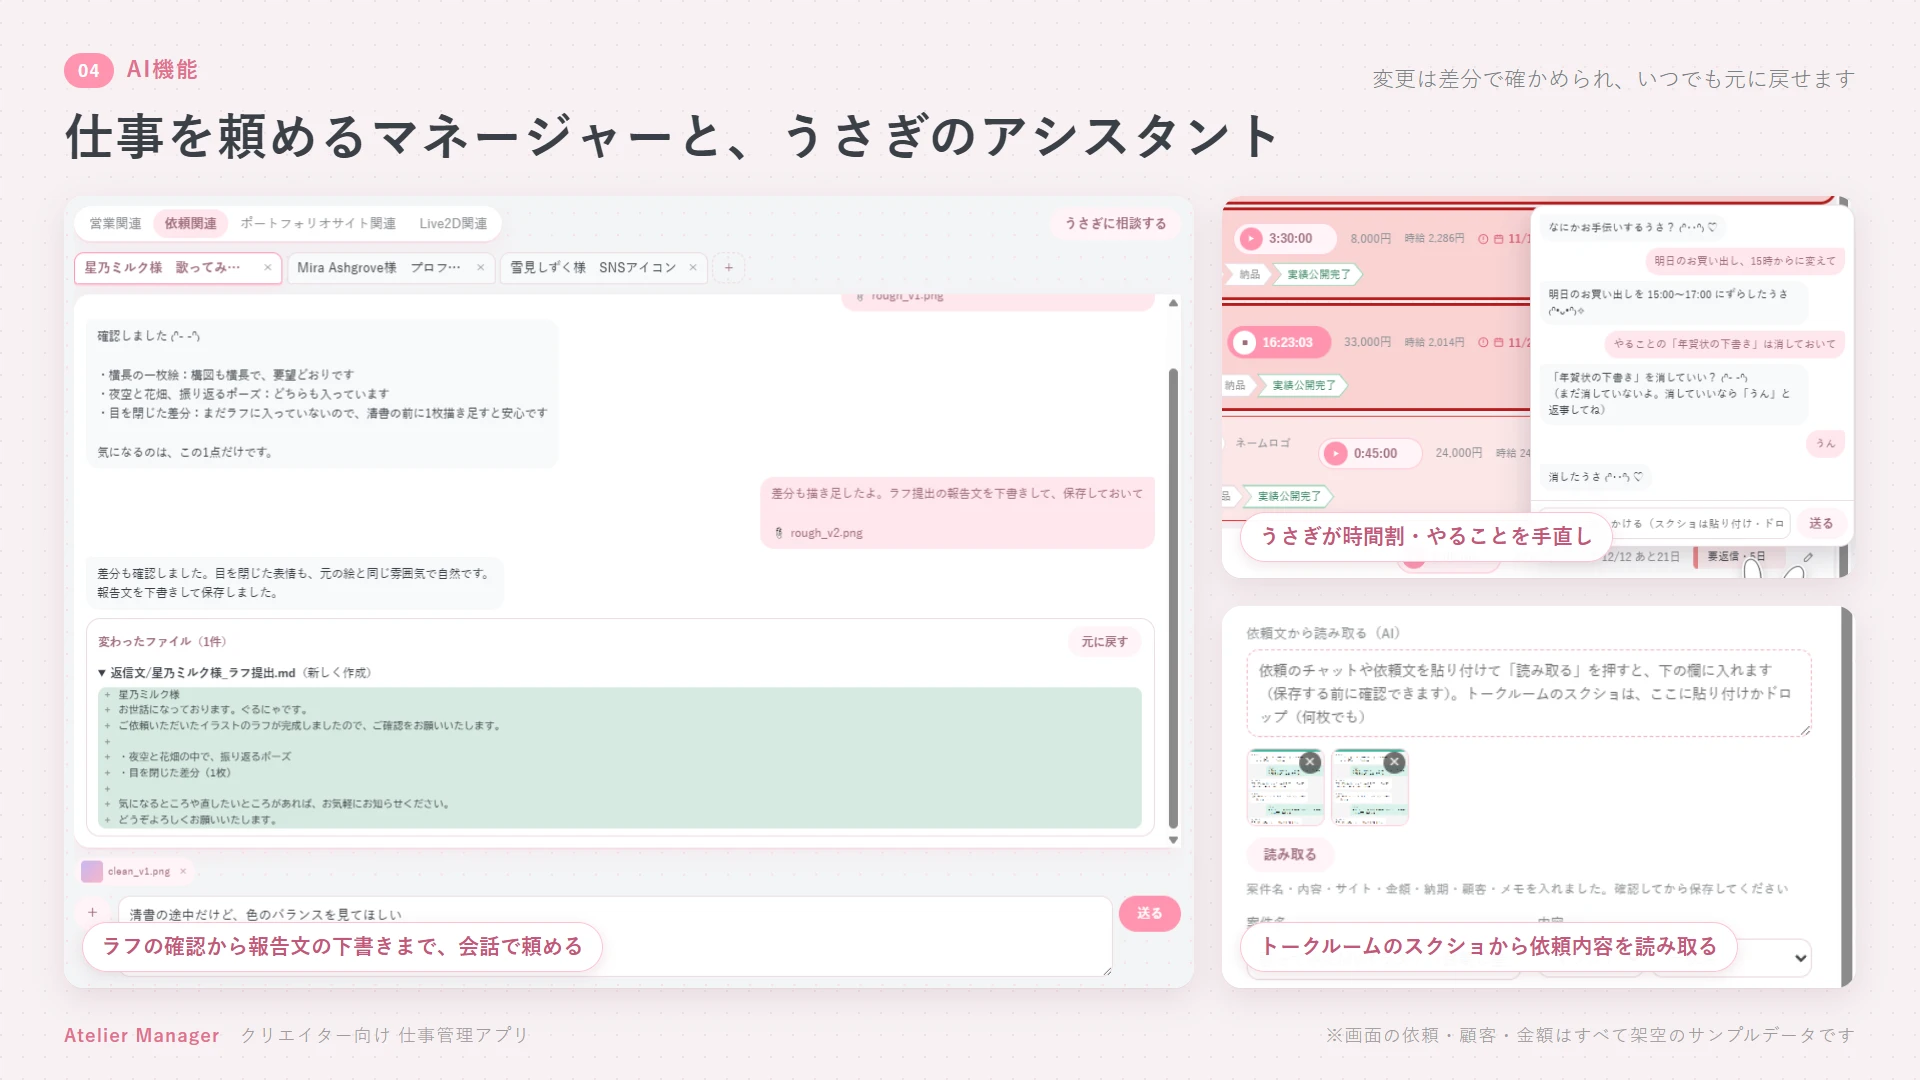 04 AI機能
変更は差分で確かめられ、いつでも元に戻せます
仕事を頼めるマネージャーと、うさぎのアシスタント
営業関連 依頼関連 ポートフォリオサイト関連 Live2D関連
うさぎに相談する
星乃ミルク様 歌ってみ… ×
Mira Ashgrove様 プロフ… ×
雪見しずく様 SNSアイコン ×
+
rough_v1.png
確認しました
・横長の一枚絵：構図も横長で、要望どおりです
・夜空と花畑、振り返るポーズ：どちらも入っています
・目を閉じた差分：まだラフに入っていないので、清書の前に1枚描き足すと安心です
気になるのは、この1点だけです。
差分も描き足したよ。ラフ提出の報告文を下書きして、保存しておいて
rough_v2.png
差分も確認しました。目を閉じた表情も、元の絵と同じ雰囲気で自然です。
報告文を下書きして保存しました。
変わったファイル（1件）
元に戻す
▼ 返信文/星乃ミルク様_ラフ提出.md（新しく作成）
+ 星乃ミルク様
+ お世話になっております。ぐるにゃです。
+ ご依頼いただいたイラストのラフが完成しましたので、ご確認をお願いいたします。
+
+ ・夜空と花畑の中で、振り返るポーズ
+ ・目を閉じた差分（1枚）
+
+ 気になるところや直したいところがあれば、お気軽にお知らせください。
+ どうぞよろしくお願いいたします。
clean_v1.png ×
+
清書の途中だけど、色のバランスを見てほしい
送る
ラフの確認から報告文の下書きまで、会話で頼める
3:30:00 8,000円 時給 2,286円 11/1
納品 実績公開完了
16:23:03 33,000円 時給 2,014円 11/2
納品 実績公開完了
ネームロゴ 0:45:00 24,000円 時給 24
品 実績公開完了
なにかお手伝いするうさ？
明日のお買い出し、15時からに変えて
明日のお買い出しを 15:00〜17:00 にずらしたうさ
やることの「年賀状の下書き」は消しておいて
「年賀状の下書き」を消していい？
（まだ消していないよ。消していいなら「うん」と
返事してね）
うん
消したうさ
かける（スクショは貼り付け・ドロ
送る
うさぎが時間割・やることを手直し
12/12 あと21日 要返信・5日
依頼文から読み取る（AI）
依頼のチャットや依頼文を貼り付けて「読み取る」を押すと、下の欄に入れます
（保存する前に確認できます）。トークルームのスクショは、ここに貼り付けかドロ
ップ（何枚でも）
読み取る
案件名・内容・サイト・金額・納期・顧客・メモを入れました。確認してから保存してください
トークルームのスクショから依頼内容を読み取る
Atelier Manager クリエイター向け 仕事管理アプリ
※画面の依頼・顧客・金額はすべて架空のサンプルデータです